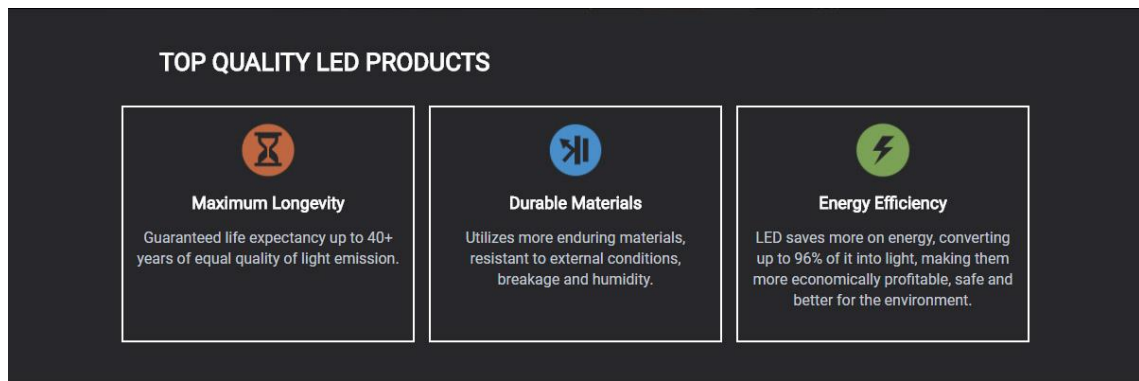 TOP QUALITY LED PRODUCTS
Maximum Longevity
Guaranteed life expectancy up to 40+
years of equal quality of light emission.
Durable Materials
Utilizes more enduring materials,
resistant to external conditions,
breakage and humidity.
Energy Efficiency
LED saves more on energy, converting
up to 96% of it into light, making them
more economically profitable, safe and
better for the environment.